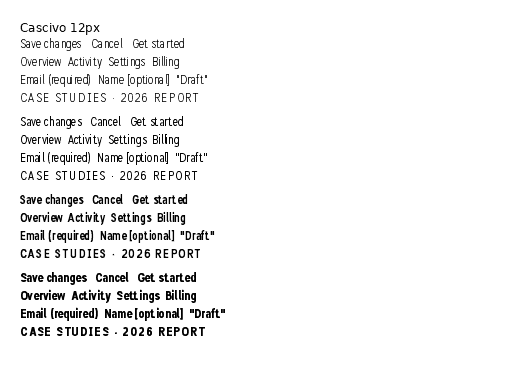 Cascivo 12px
Save changes Cancel Get started
Overview Activity Settings Billing
Email (required) Name [optional] "Draft"
CASE STUDIES · 2026 REPORT
Save changes Cancel Get started
Overview Activity Settings Billing
Email (required) Name [optional] "Draft"
CASE STUDIES · 2026 REPORT
Save changes Cancel Get started
Overview Activity Settings Billing
Email (required) Name [optional] "Draft"
CASE STUDIES · 2026 REPORT
Save changes Cancel Get started
Overview Activity Settings Billing
Email (required) Name [optional] "Draft"
CASE STUDIES · 2026 REPORT